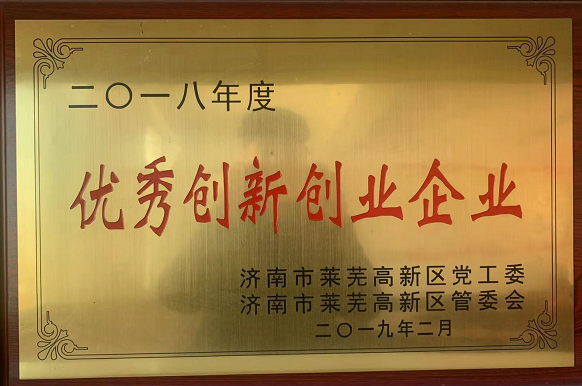 二〇一八年度
优秀创新创业企业
济南市莱芜高新区党工委
济南市莱芜高新区管委会
二〇一九年二月